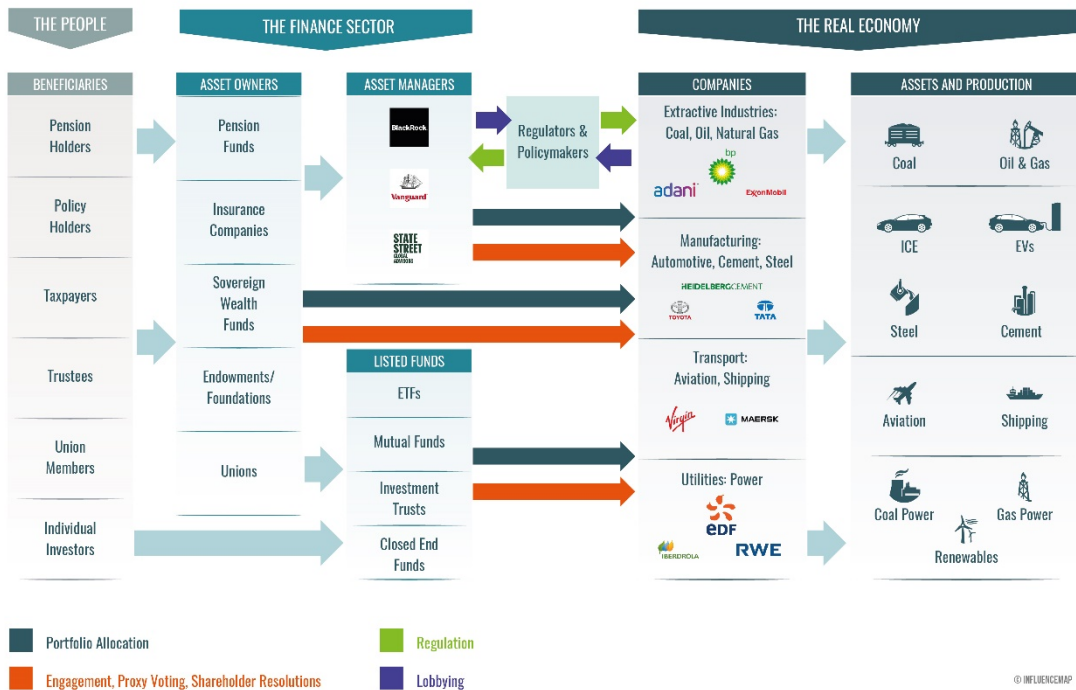 THE PEOPLE
THE FINANCE SECTOR
THE REAL ECONOMY
BENEFICIARIES
Pension
Holders
Policy
Holders
Taxpayers
Trustees
Union
Members
Individual
Investors
ASSET OWNERS
Pension
Funds
Insurance
Companies
Sovereign
Wealth
Funds
Endowments/
Foundations
Unions
ASSET MANAGERS
BlackRock
Vanguard
STATE
STREET
GLOBAL
ADVISORS
LISTED FUNDS
ETFs
Mutual Funds
Investment
Trusts
Closed End
Funds
Regulators &
Policymakers
COMPANIES
Extractive Industries:
Coal, Oil, Natural Gas
bp
adani
ExxonMobil
Manufacturing:
Automotive, Cement, Steel
HEIDELBERGCEMENT
TOYOTA
TATA
Transport:
Aviation, Shipping
Virgin
MAERSK
Utilities: Power
eDF
IBERDROLA
RWE
ASSETS AND PRODUCTION
Coal
Oil & Gas
ICE
EVs
Steel
Cement
Aviation
Shipping
Coal Power
Gas Power
Renewables
Portfolio Allocation
Regulation
Engagement, Proxy Voting, Shareholder Resolutions
Lobbying
© INFLUENCEMAP